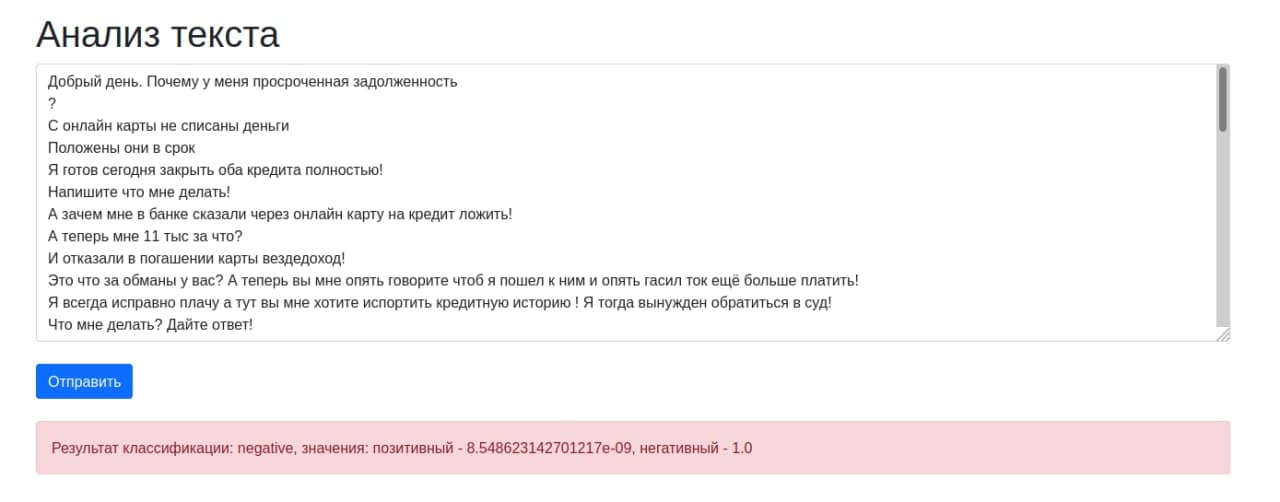 Анализ текста
Добрый день. Почему у меня просроченная задолженность
?
С онлайн карты не списаны деньги
Положены они в срок
Я готов сегодня закрыть оба кредита полностью!
Напишите что мне делать!
А зачем мне в банке сказали через онлайн карту на кредит ложить!
А теперь мне 11 тыс за что?
И отказали в погашении карты вездедоход!
Это что за обманы у вас? А теперь вы мне опять говорите чтоб я пошел к ним и опять гасил ток ещё больше платить!
Я всегда исправно плачу а тут вы мне хотите испортить кредитную историю ! Я тогда вынужден обратиться в суд!
Что мне делать? Дайте ответ!
Отправить
Результат классификации: negative, значения: позитивный - 8.548623142701217e-09, негативный - 1.0